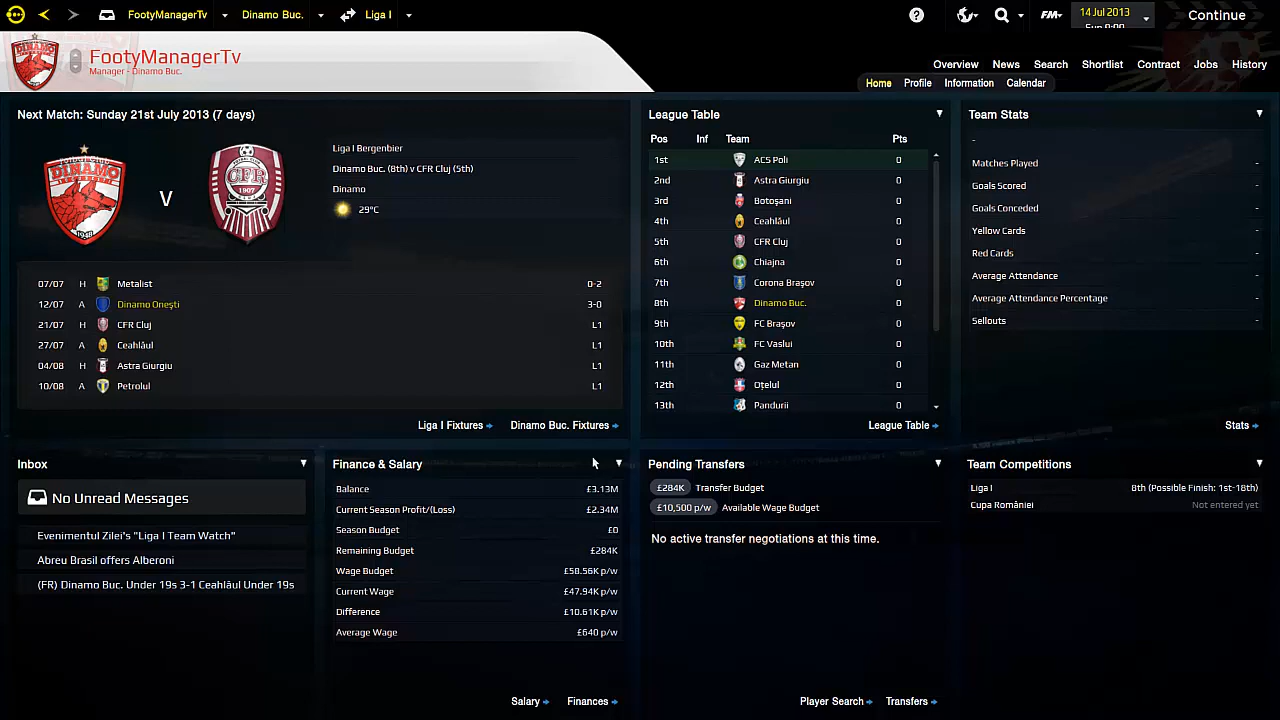 FootyManagerTv Dinamo Buc. Liga I
FM 14 Jul 2013 Continue
Sun 0:00
FootyManagerTv
Manager - Dinamo Buc.
Overview News Search Shortlist Contract Jobs History
Home Profile Information Calendar
Next Match: Sunday 21st July 2013 (7 days)
DINAMO
1948
V
CFR
1907
Liga I Bergenbier
Dinamo Buc. (8th) v CFR Cluj (5th)
Dinamo
29°C
07/07 H Metalist 0-2
12/07 A Dinamo Oneşti 3-0
21/07 H CFR Cluj L1
27/07 A Ceahlăul L1
04/08 H Astra Giurgiu L1
10/08 A Petrolul L1
Liga I Fixtures Dinamo Buc. Fixtures
League Table
Pos Inf Team Pts
1st ACS Poli 0
2nd Astra Giurgiu 0
3rd Botoşani 0
4th Ceahlăul 0
5th CFR Cluj 0
6th Chiajna 0
7th Corona Braşov 0
8th Dinamo Buc. 0
9th FC Braşov 0
10th FC Vaslui 0
11th Gaz Metan 0
12th Oţelul 0
13th Pandurii 0
League Table
Team Stats
-
Matches Played -
Goals Scored -
Goals Conceded -
Yellow Cards -
Red Cards -
Average Attendance -
Average Attendance Percentage -
Sellouts -
Stats
Inbox
No Unread Messages
Evenimentul Zilei's "Liga I Team Watch"
Abreu Brasil offers Alberoni
(FR) Dinamo Buc. Under 19s 3-1 Ceahlăul Under 19s
Finance & Salary
Balance £3.13M
Current Season Profit/(Loss) £2.34M
Season Budget £0
Remaining Budget £284K
Wage Budget £58.56K p/w
Current Wage £47.94K p/w
Difference £10.61K p/w
Average Wage £640 p/w
Salary Finances
Pending Transfers
£284K Transfer Budget
£10,500 p/w Available Wage Budget
No active transfer negotiations at this time.
Player Search Transfers
Team Competitions
Liga I 8th (Possible Finish: 1st-18th)
Cupa României Not entered yet